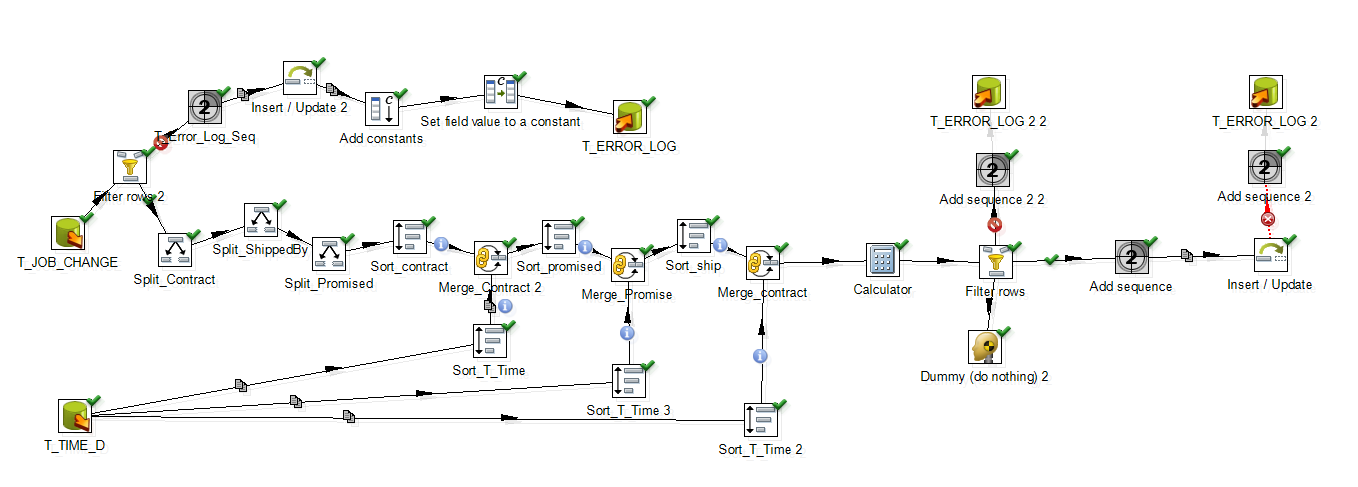 T_ERROR_LOG 2 2
T_ERROR_LOG 2
T_Error_Log_Seq
Insert / Update 2
Add constants
Set field value to a constant
T_ERROR_LOG
Filter rows 2
Add sequence 2 2
Add sequence 2
T_JOB_CHANGE
Split_Contract
Split_ShippedBy
Split_Promised
Sort_contract
Merge_Contract 2
Sort_promised
Merge_Promise
Sort_ship
Merge_contract
Calculator
Filter rows
Add sequence
Insert / Update
Sort_T_Time
Dummy (do nothing) 2
Sort_T_Time 3
T_TIME_D
Sort_T_Time 2